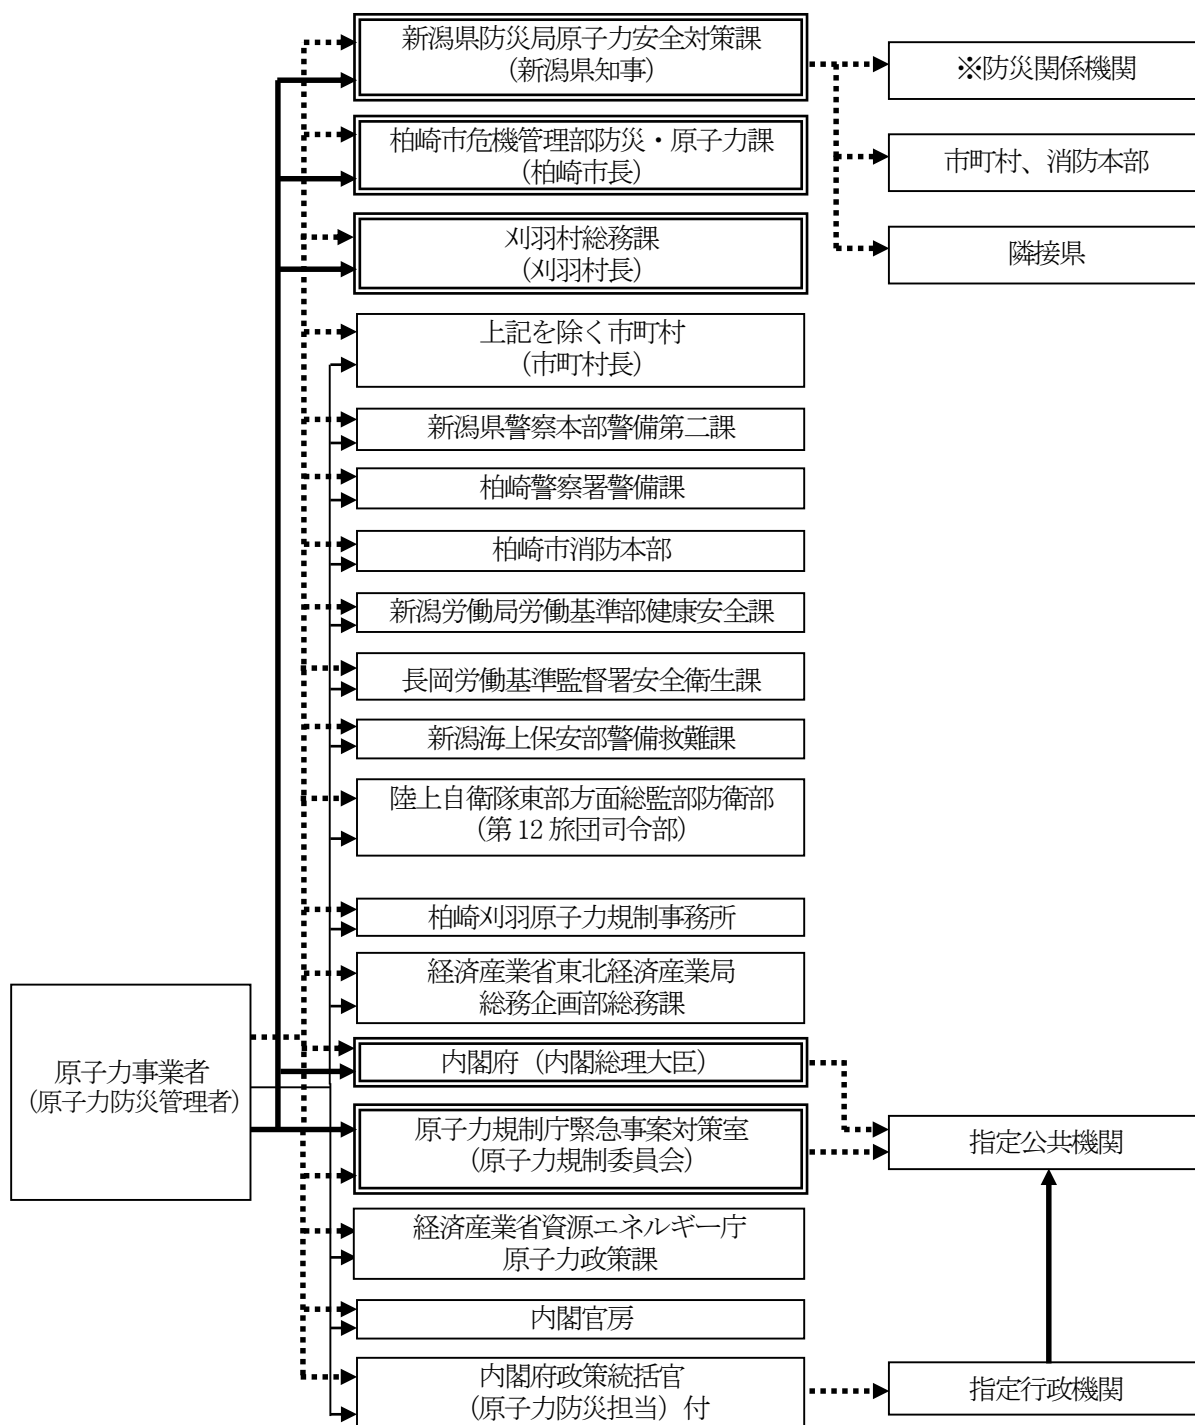 新潟県防災局原子力安全対策課
(新潟県知事)
※防災関係機関
柏崎市危機管理部防災・原子力課
(柏崎市長)
市町村、消防本部
刈羽村総務課
(刈羽村長)
隣接県
上記を除く市町村
(市町村長)
新潟県警察本部警備第二課
柏崎警察署警備課
柏崎市消防本部
新潟労働局労働基準部健康安全課
長岡労働基準監督署安全衛生課
新潟海上保安部警備救難課
陸上自衛隊東部方面総監部防衛部
(第12旅団司令部)
柏崎刈羽原子力規制事務所
経済産業省東北経済産業局
総務企画部総務課
原子力事業者
(原子力防災管理者)
内閣府(内閣総理大臣)
原子力規制庁緊急事案対策室
(原子力規制委員会)
指定公共機関
経済産業省資源エネルギー庁
原子力政策課
内閣官房
内閣府政策統括官
(原子力防災担当)付
指定行政機関